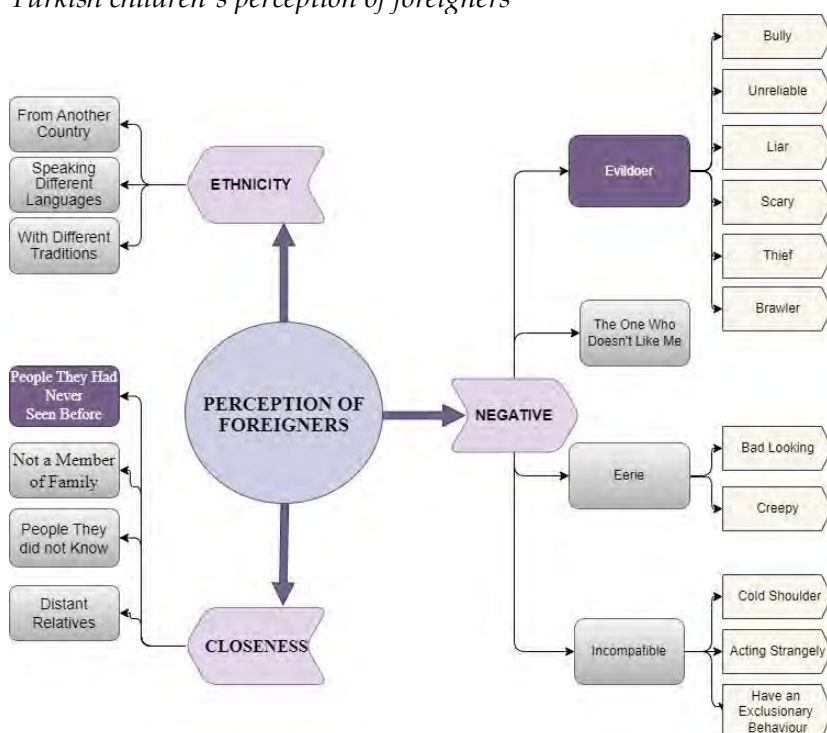 Turkish children's perception of foreigners
From Another
Country
Speaking
Different
Languages
With Different
Traditions
ETHNICITY
People They Had
Never
Seen Before
Not a Member
of Family
People They
did not Know
Distant
Relatives
CLOSENESS
PERCEPTION OF
FOREIGNERS
NEGATIVE
Evildoer
Bully
Unreliable
Liar
Scary
Thief
Brawler
The One Who
Doesn't Like Me
Eerie
Bad Looking
Creepy
Incompatible
Cold Shoulder
Acting Strangely
Have an
Exclusionary
Behaviour